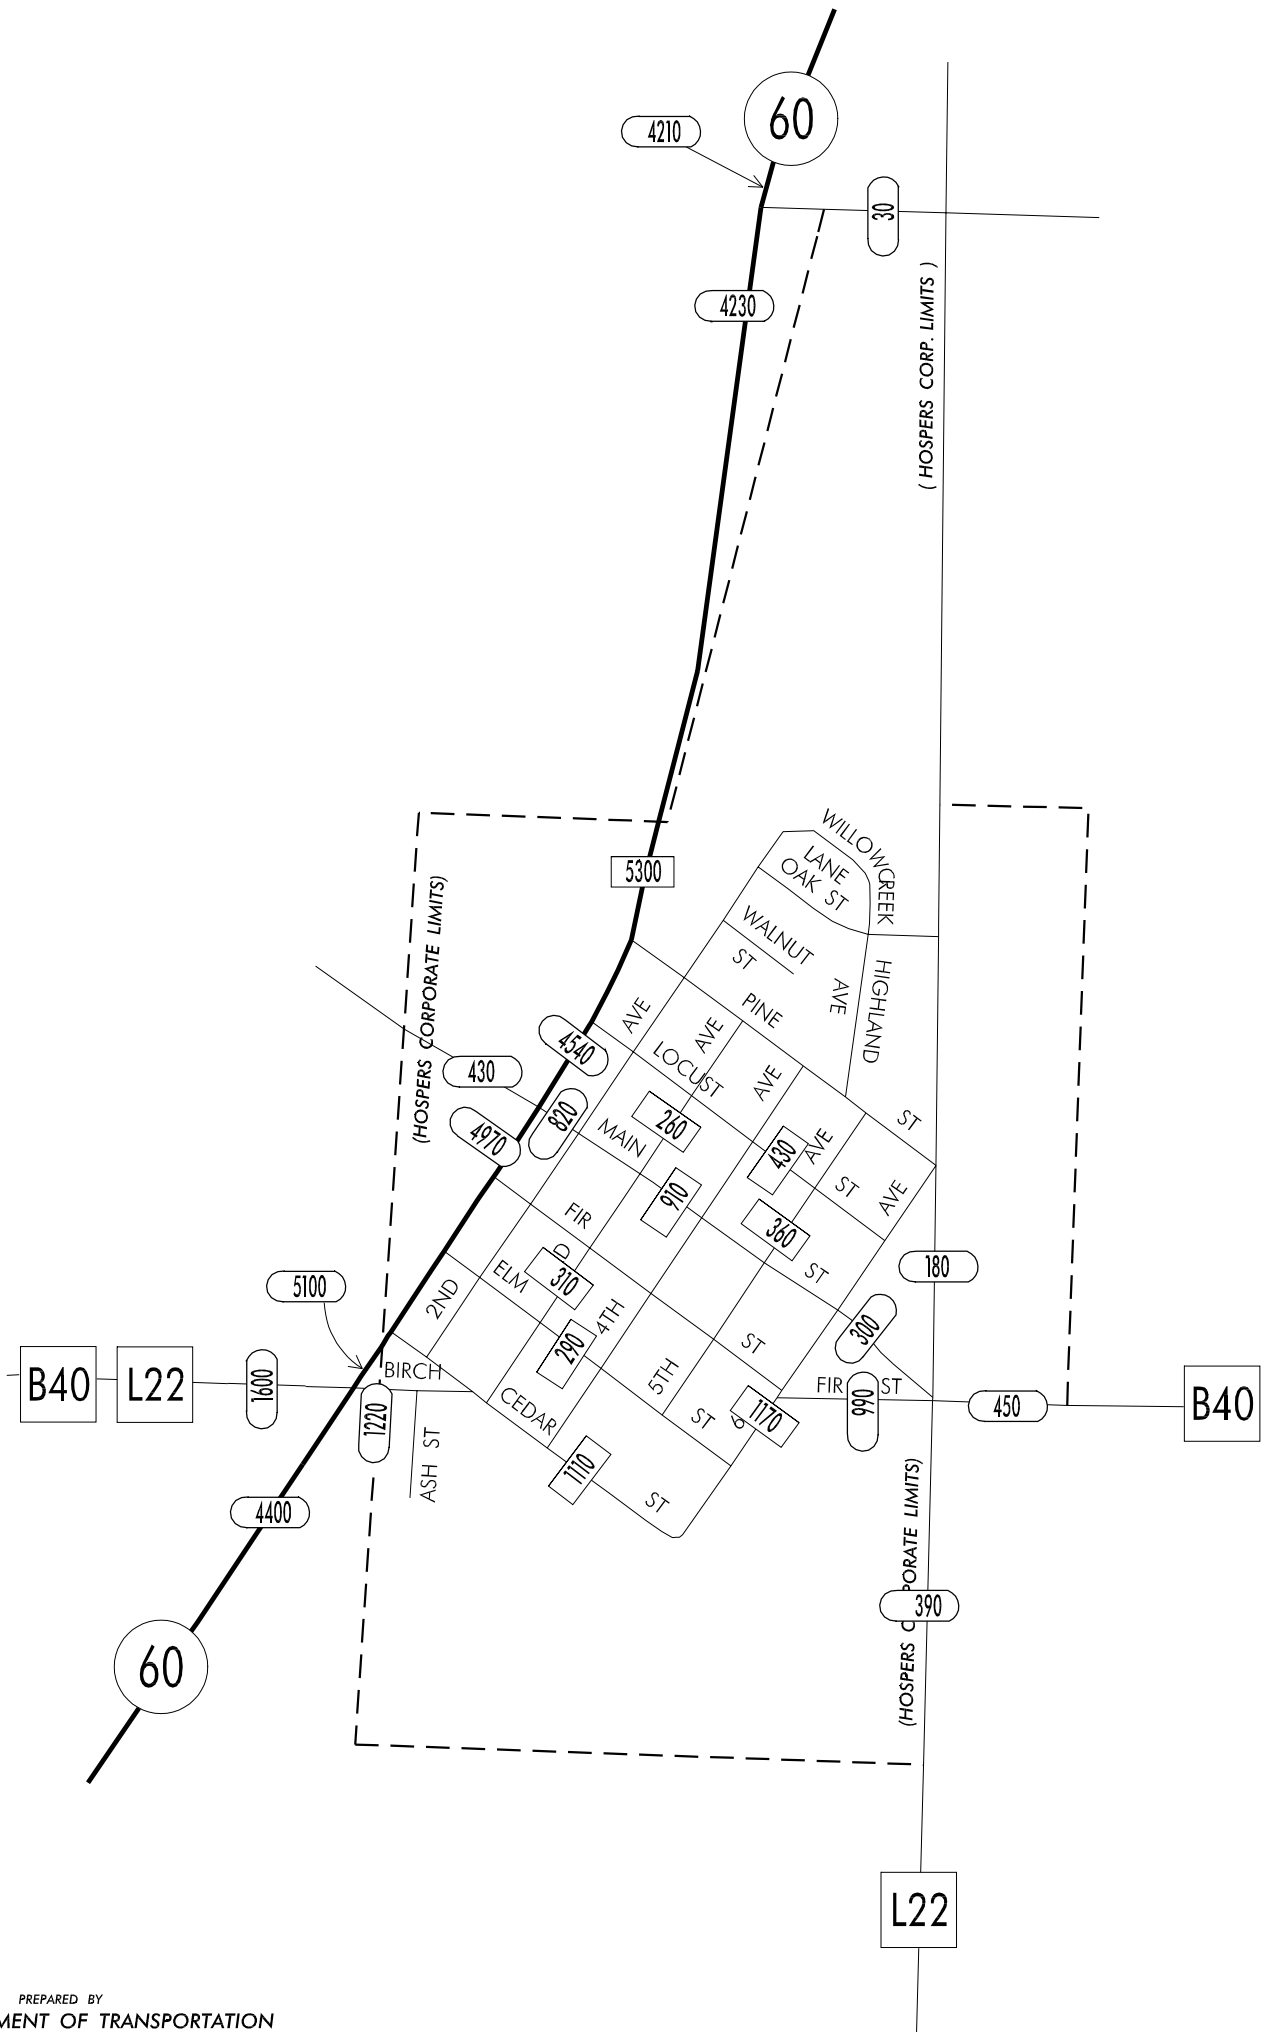 60
4210
30
4230
( HOSPERS CORP. LIMITS )
WILLOWCREEK
LANE
OAK ST
5300
WALNUT
ST
(HOSPERS CORPORATE LIMITS)
HIGHLAND
AVE
PINE
ST
AVE
AVE
LOCUST
ST
AVE
4540
430
820
260
MAIN
ST
4970
430
AVE
AVE
910
FIR
ST
360
D
ELM
ST
310
180
5100
2ND
4TH
300
290
B40
L22
1600
BIRCH
5TH
FIR ST
990
450
B40
1220
CEDAR
ST
6
1170
ASH ST
1110
4400
(HOSPERS CORPORATE LIMITS)
390
60
L22
PREPARED BY
MENT OF TRANSPORTATION